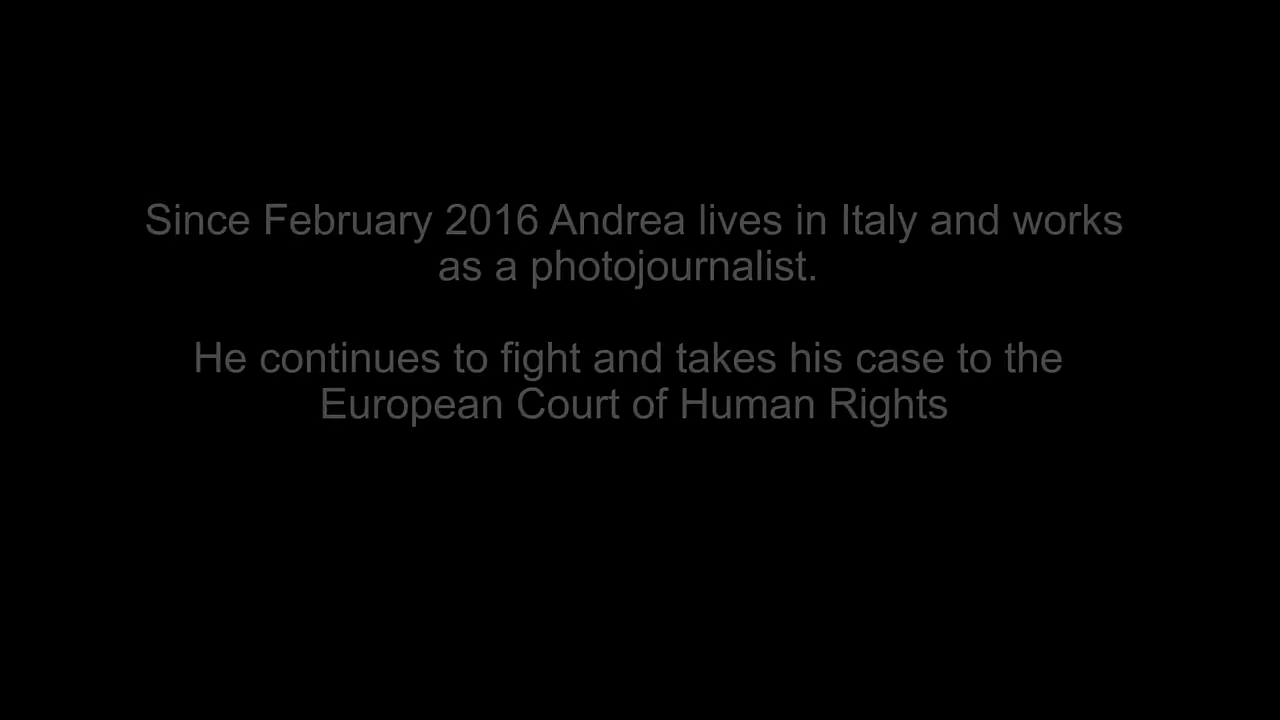 Since February 2016 Andrea lives in Italy and works
as a photojournalist.
He continues to fight and takes his case to the
European Court of Human Rights